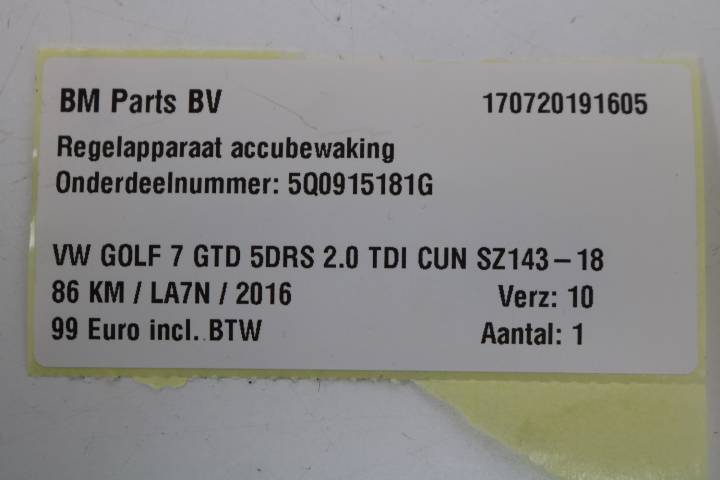 BM Parts BV 170720191605
Regelapparaat accubewaking
Onderdeelnummer: 5Q0915181G
VW GOLF 7 GTD 5DRS 2.0 TDI CUN SZ143-18
86 KM / LA7N / 2016 Verz: 10
99 Euro incl. BTW Aantal: 1